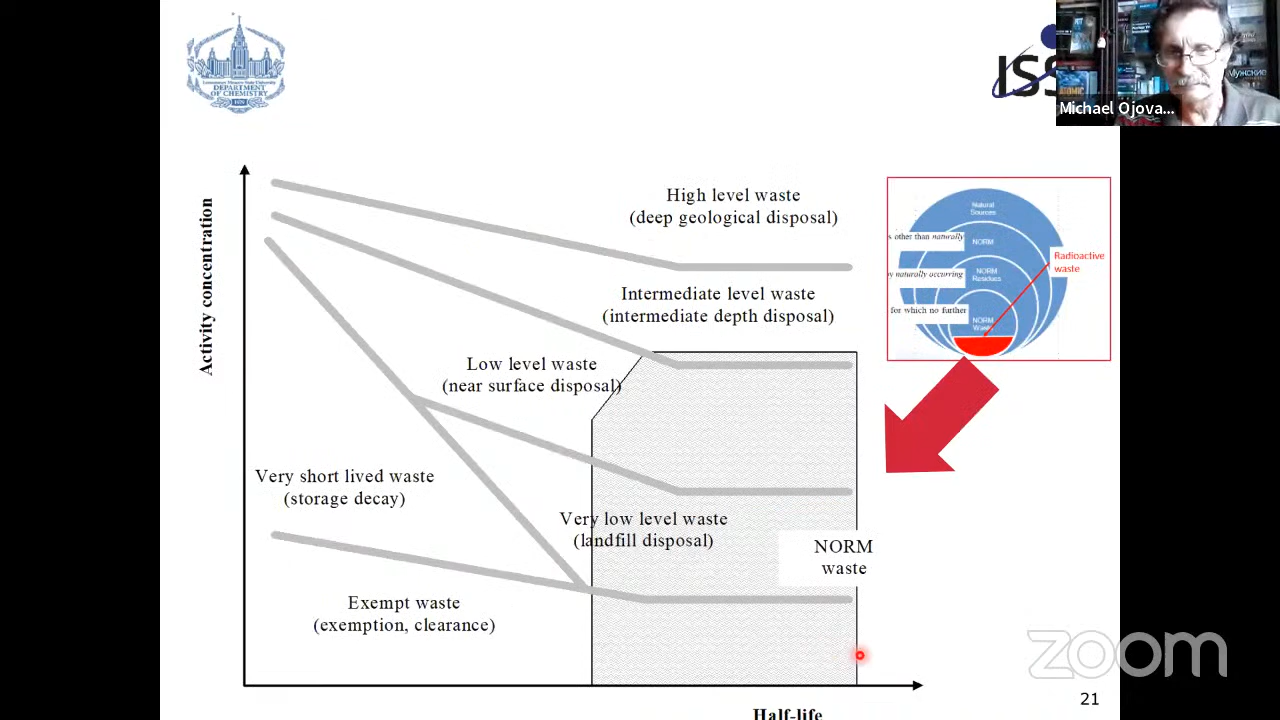 DEPARTMENT
OF CHEMISTRY
Michael Ojova...
Activity concentration
High level waste
(deep geological disposal)
Intermediate level waste
(intermediate depth disposal)
Low level waste
(near surface disposal)
Very short lived waste
(storage decay)
Very low level waste
(landfill disposal)
NORM
waste
Exempt waste
(exemption, clearance)
Half-life
Natural
Sources
s other than naturally
NORM
Radioactive
waste
NORM
Residues
y naturally occurring
for which no further
NORM
zoom
21